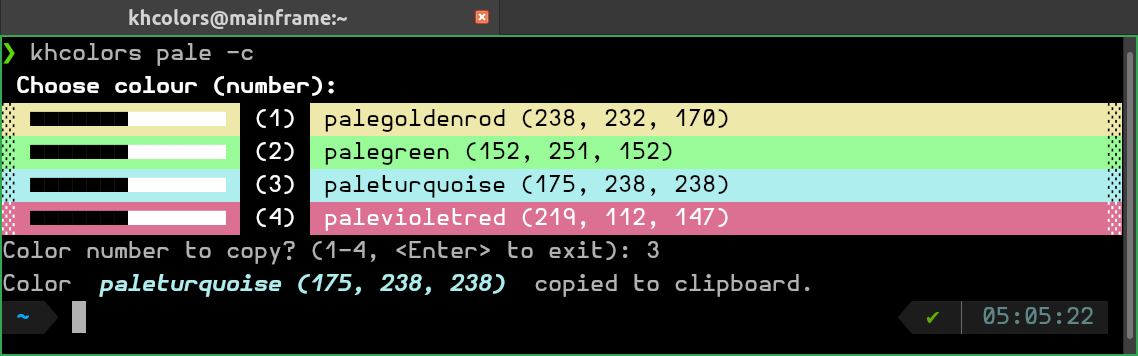 khcolors@mainframe:~
❯ khcolors pale -c
Choose colour (number):
(1) palegoldenrod (238, 232, 170)
(2) palegreen (152, 251, 152)
(3) paleturquoise (175, 238, 238)
(4) palevioletred (219, 112, 147)
Color number to copy? (1-4, <Enter> to exit): 3
Color paleturquoise (175, 238, 238) copied to clipboard.
~ ✔ 05:05:22